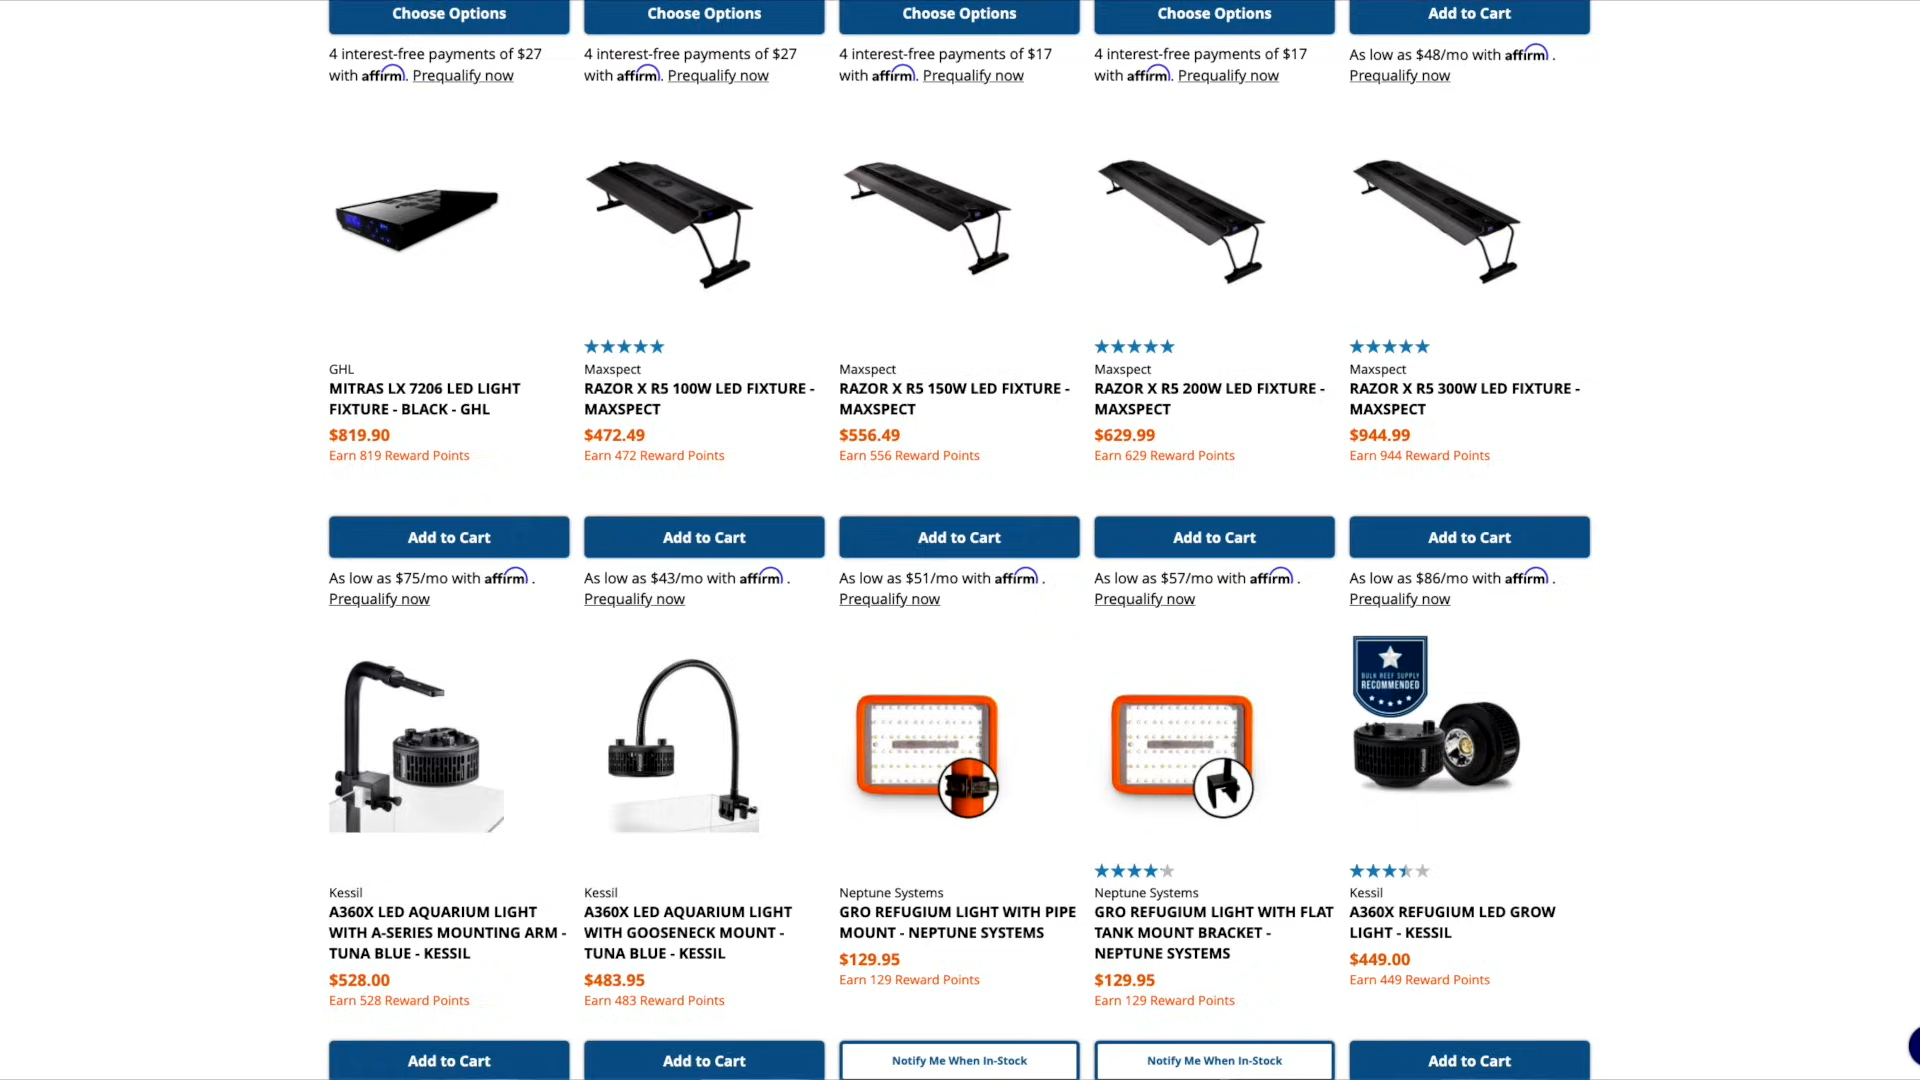 Choose Options
Choose Options
Choose Options
Choose Options
Add to Cart
4 interest-free payments of $27
with affirm. Prequalify now
4 interest-free payments of $27
with affirm. Prequalify now
4 interest-free payments of $17
with affirm. Prequalify now
4 interest-free payments of $17
with affirm. Prequalify now
As low as $48/mo with affirm .
Prequalify now
GHL
MITRAS LX 7206 LED LIGHT
FIXTURE - BLACK - GHL
$819.90
Earn 819 Reward Points
Maxspect
RAZOR X R5 100W LED FIXTURE -
MAXSPECT
$472.49
Earn 472 Reward Points
Maxspect
RAZOR X R5 150W LED FIXTURE -
MAXSPECT
$556.49
Earn 556 Reward Points
Maxspect
RAZOR X R5 200W LED FIXTURE -
MAXSPECT
$629.99
Earn 629 Reward Points
Maxspect
RAZOR X R5 300W LED FIXTURE -
MAXSPECT
$944.99
Earn 944 Reward Points
Add to Cart
Add to Cart
Add to Cart
Add to Cart
Add to Cart
As low as $75/mo with affirm .
Prequalify now
As low as $43/mo with affirm .
Prequalify now
As low as $51/mo with affirm .
Prequalify now
As low as $57/mo with affirm .
Prequalify now
As low as $86/mo with affirm .
Prequalify now
BULK REEF SUPPLY
RECOMMENDED
Kessil
A360X LED AQUARIUM LIGHT
WITH A-SERIES MOUNTING ARM -
TUNA BLUE - KESSIL
$528.00
Earn 528 Reward Points
Kessil
A360X LED AQUARIUM LIGHT
WITH GOOSENECK MOUNT -
TUNA BLUE - KESSIL
$483.95
Earn 483 Reward Points
Neptune Systems
GRO REFUGIUM LIGHT WITH PIPE
MOUNT - NEPTUNE SYSTEMS
$129.95
Earn 129 Reward Points
Neptune Systems
GRO REFUGIUM LIGHT WITH FLAT
TANK MOUNT BRACKET -
NEPTUNE SYSTEMS
$129.95
Earn 129 Reward Points
Kessil
A360X REFUGIUM LED GROW
LIGHT - KESSIL
$449.00
Earn 449 Reward Points
Add to Cart
Add to Cart
Notify Me When In-Stock
Notify Me When In-Stock
Add to Cart